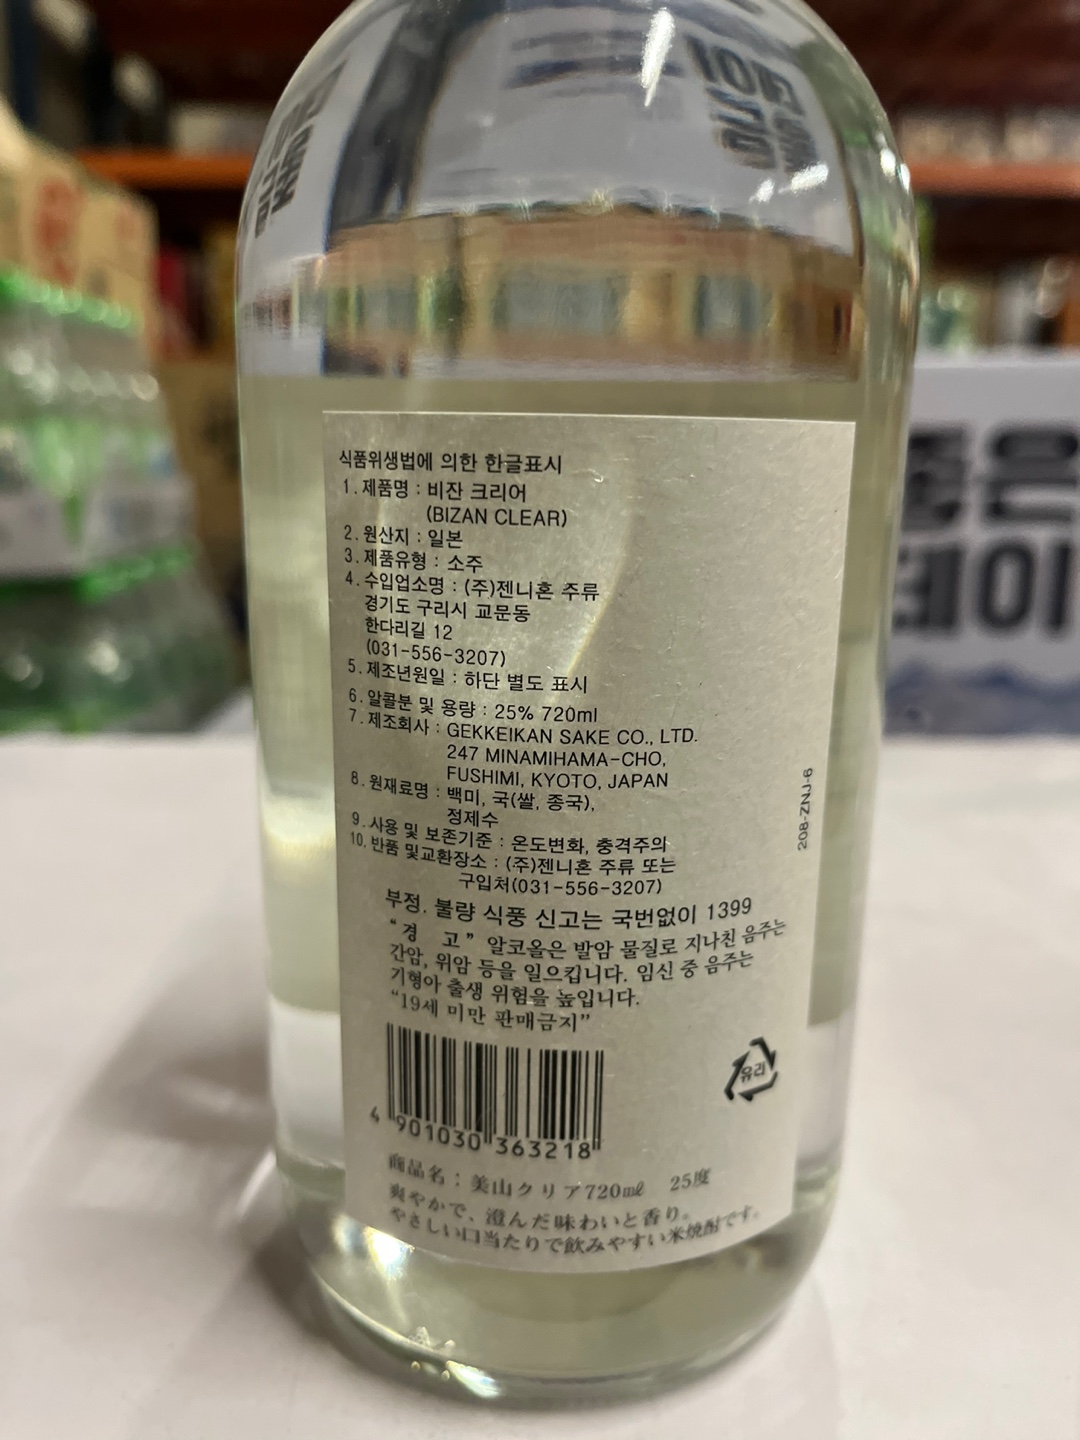 식품위생법에 의한 한글표시
1. 제품명 : 비잔 크리어
(BIZAN CLEAR)
2. 원산지 : 일본
3. 제품유형 : 소주
4. 수입업소명 : (주)젠니혼 주류
경기도 구리시 교문동
한다리길 12
(031-556-3207)
5. 제조년원일 : 하단 별도 표시
6. 알콜분 및 용량 : 25% 720ml
7. 제조회사 : GEKKEIKAN SAKE CO., LTD.
247 MINAMIHAMA-CHO,
FUSHIMI, KYOTO, JAPAN
8. 원재료명 : 백미, 국(쌀, 종국),
정제수
9. 사용 및 보존기준 : 온도변화, 충격주의
10. 반품 및교환장소 : (주)젠니혼 주류 또는
구입처(031-556-3207)
부정. 불량 식풍 신고는 국번없이 1399
"경 고" 알코올은 발암 물질로 지나친 음주는
간암, 위암 등을 일으킵니다. 임신 중 음주는
기형아 출생 위험을 높입니다.
"19세 미만 판매금지"
208-ZNJ-6
유리
4 901030 363218
商品名：美山クリア720㎖ 25度
爽やかで、澄んだ味わいと香り。
やさしい口当たりで飲みやすい米焼酎です。
좋은
데이